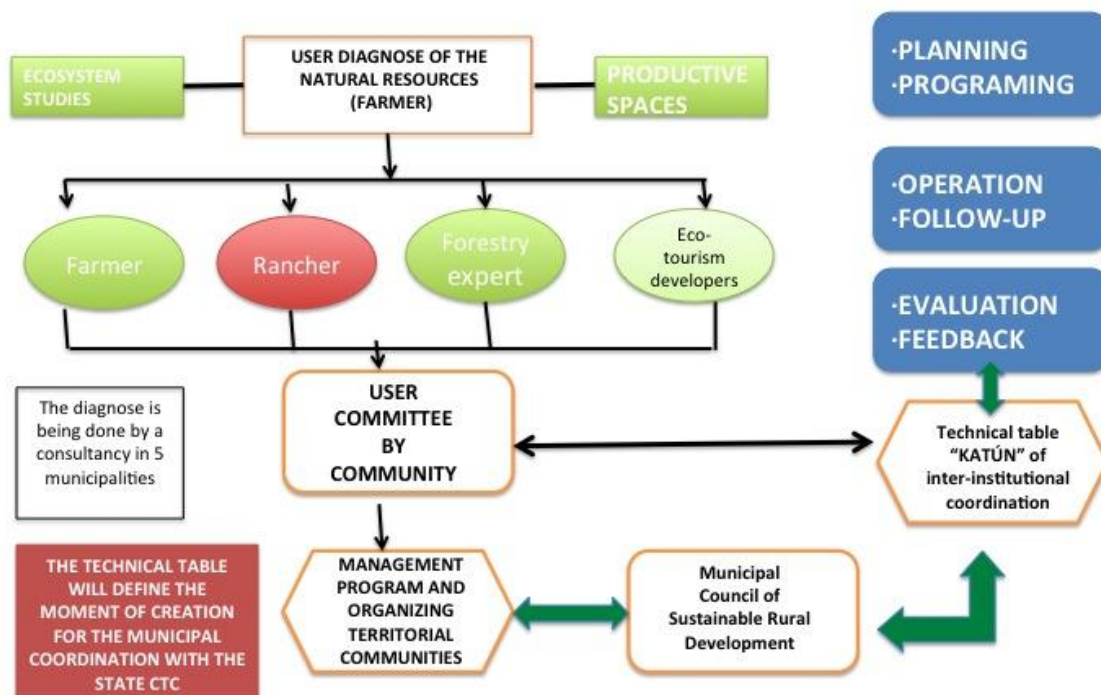 ECOSYSTEM
STUDIES
USER DIAGNOSE OF THE
NATURAL RESOURCES
(FARMER)
PRODUCTIVE
SPACES
·PLANNING
·PROGRAMING
·OPERATION
·FOLLOW-UP
·EVALUATION
·FEEDBACK
Farmer
Rancher
Forestry
expert
Eco-
tourism
developers
The diagnose is
being done by a
consultancy in 5
municipalities
USER
COMMITTEE
BY
COMMUNITY
Technical table
“KATÚN” of
inter-institutional
coordination
THE TECHNICAL TABLE
WILL DEFINE THE
MOMENT OF CREATION
FOR THE MUNICIPAL
COORDINATION WITH THE
STATE CTC
MANAGEMENT
PROGRAM AND
ORGANIZING
TERRITORIAL
COMMUNITIES
Municipal
Council of
Sustainable Rural
Development